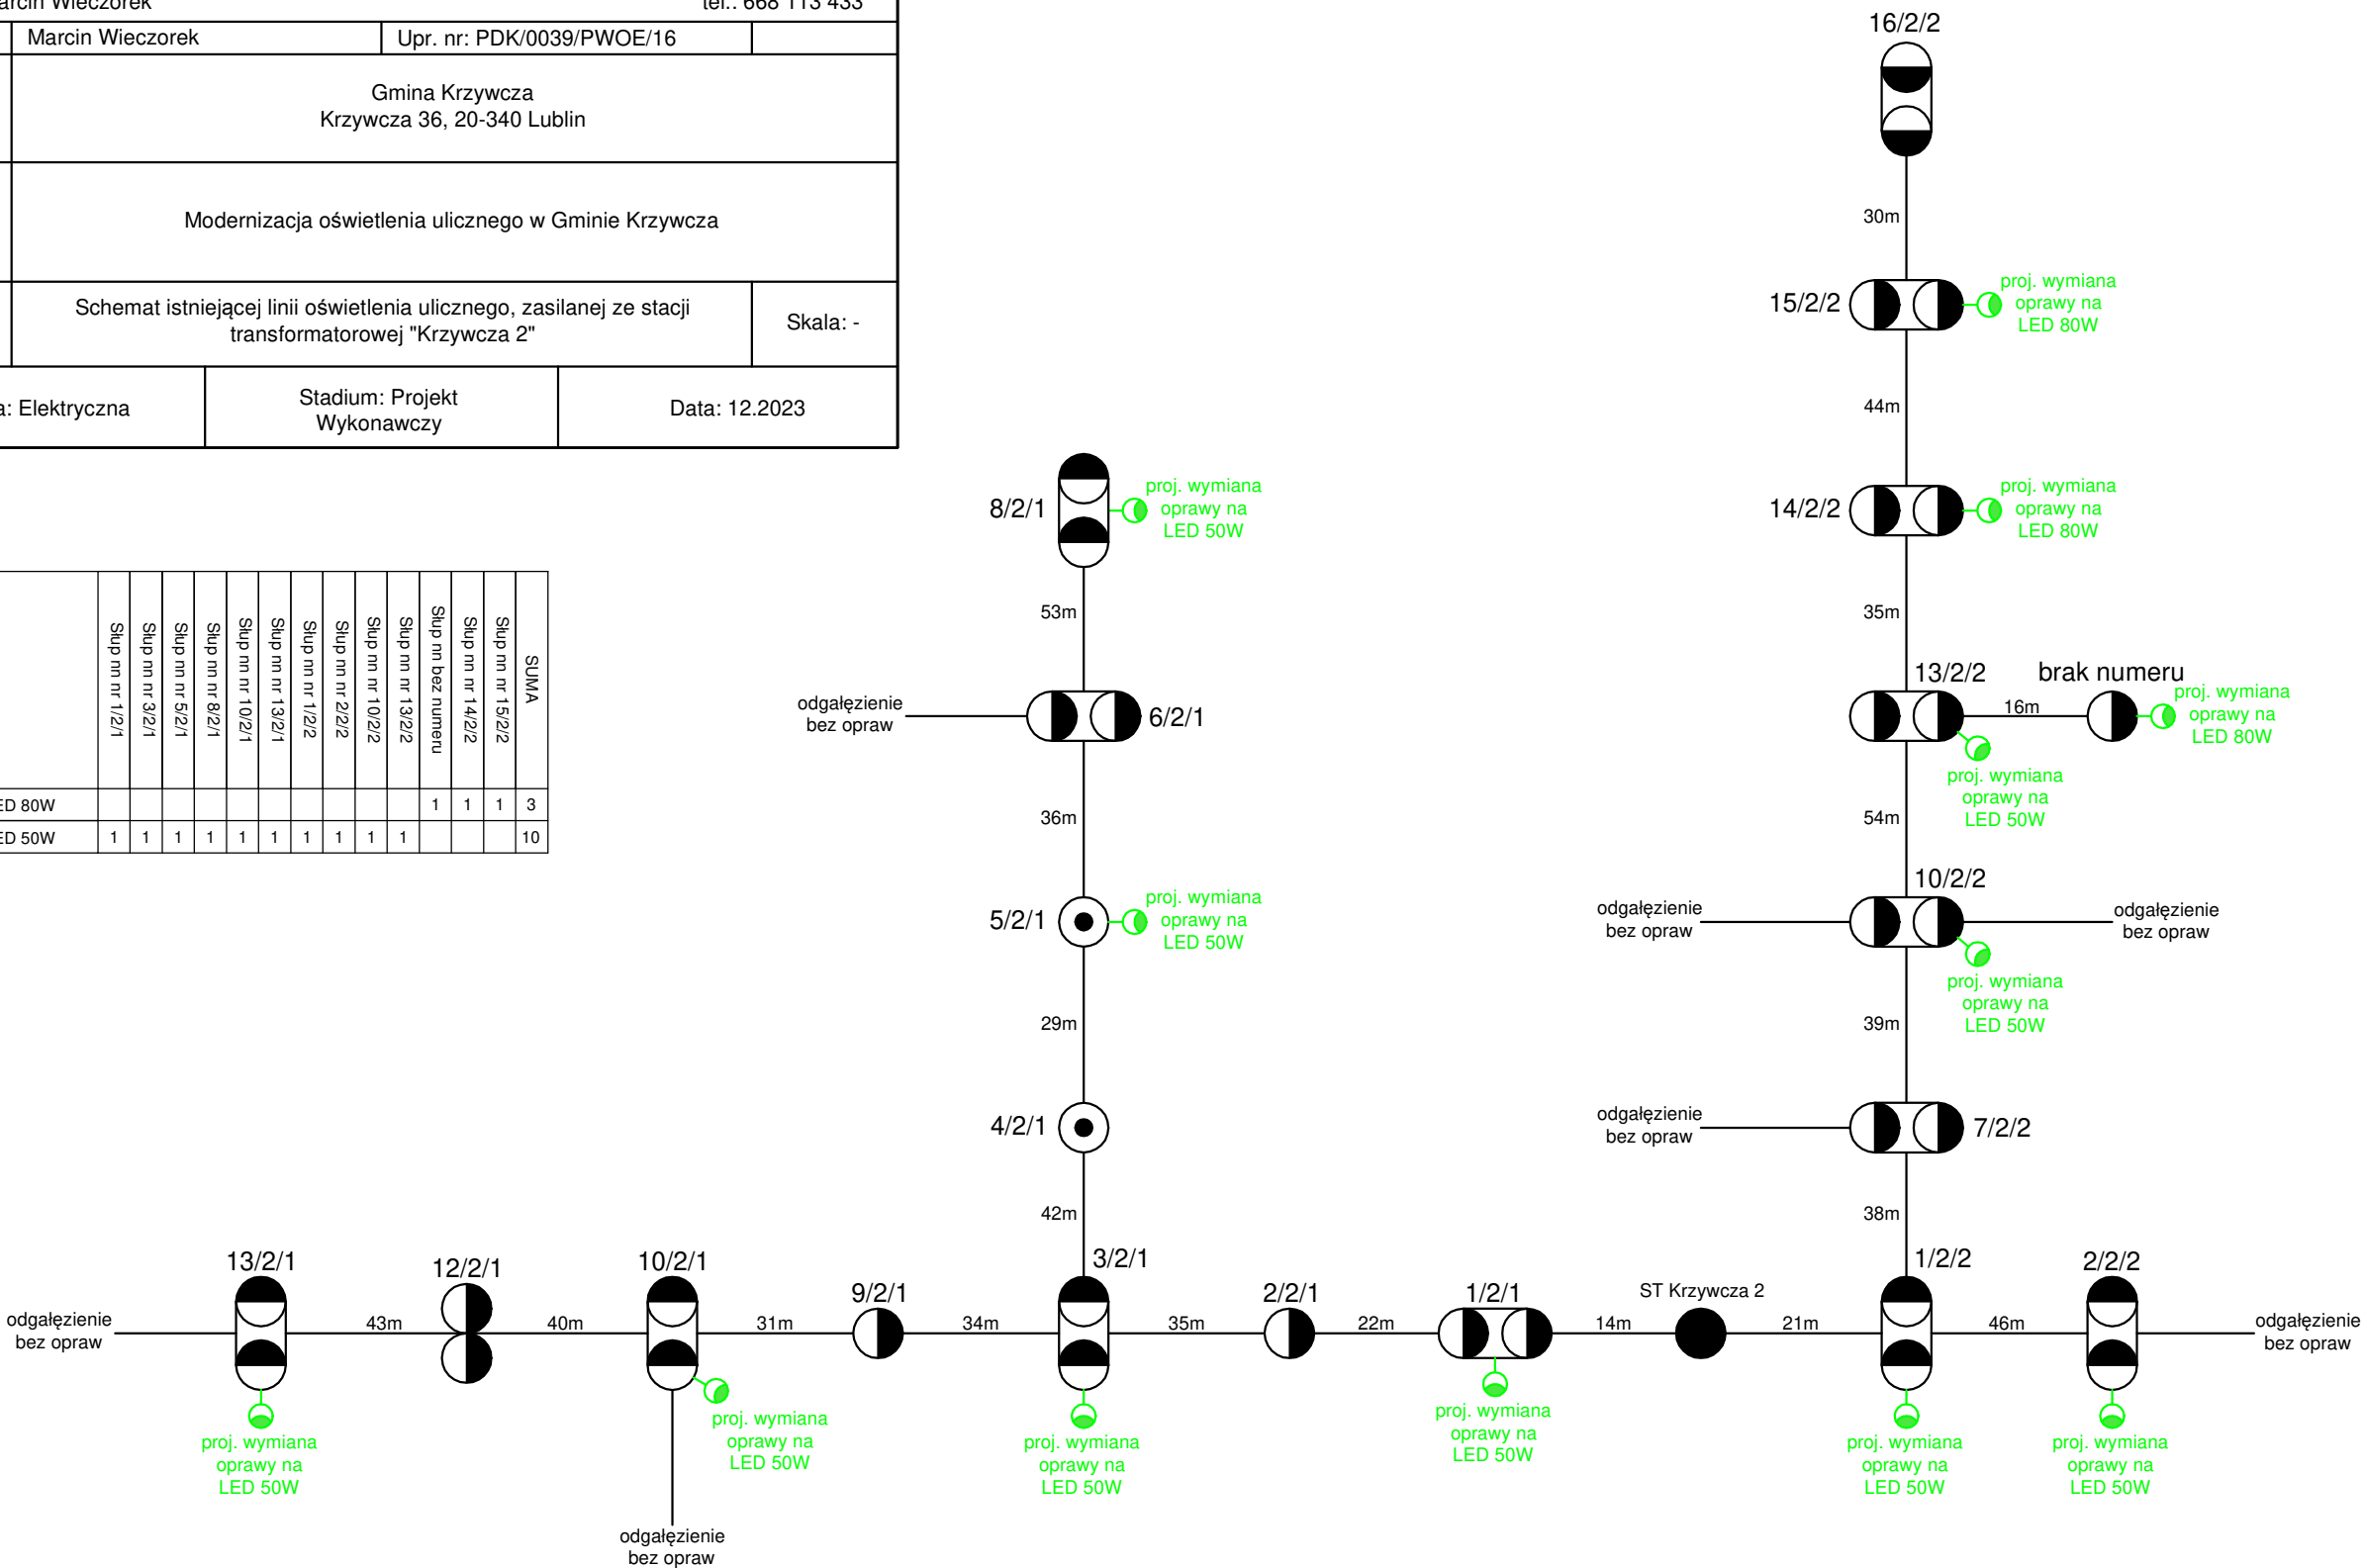 Marcin Wieczorek
Upr. nr: PDK/0039/PWOE/16
Gmina Krzywcza
Krzywcza 36, 20-340 Lublin
Modernizacja oświetlenia ulicznego w Gminie Krzywcza
Schemat istniejącej linii oświetlenia ulicznego, zasilanej ze stacji
transformatorowej "Krzywcza 2"
Skala: -
a: Elektryczna
Stadium: Projekt
Wykonawczy
Data: 12.2023
Słup nn nr 1/2/1
Słup nn nr 3/2/1
Słup nn nr 5/2/1
Słup nn nr 8/2/1
Słup nn nr 10/2/1
Słup nn nr 13/2/1
Słup nn nr 1/2/2
Słup nn nr 2/2/2
Słup nn nr 10/2/2
Słup nn nr 13/2/2
Słup nn bez numeru
Słup nn nr 14/2/2
Słup nn nr 15/2/2
SUMA
ED 80W 1 1 1 3
ED 50W 1 1 1 1 1 1 1 1 1 1 10
16/2/2
30m
15/2/2
proj. wymiana
oprawy na
LED 80W
44m
14/2/2
proj. wymiana
oprawy na
LED 80W
35m
13/2/2
16m
brak numeru
proj. wymiana
oprawy na
LED 80W
proj. wymiana
oprawy na
LED 50W
54m
10/2/2
odgałęzienie
bez opraw
odgałęzienie
bez opraw
proj. wymiana
oprawy na
LED 50W
39m
odgałęzienie
bez opraw
7/2/2
38m
8/2/1
proj. wymiana
oprawy na
LED 50W
53m
odgałęzienie
bez opraw
6/2/1
36m
5/2/1
proj. wymiana
oprawy na
LED 50W
29m
4/2/1
42m
odgałęzienie
bez opraw
13/2/1
proj. wymiana
oprawy na
LED 50W
43m
12/2/1
40m
10/2/1
proj. wymiana
oprawy na
LED 50W
odgałęzienie
bez opraw
31m
9/2/1
34m
3/2/1
proj. wymiana
oprawy na
LED 50W
35m
2/2/1
22m
1/2/1
proj. wymiana
oprawy na
LED 50W
14m
ST Krzywcza 2
21m
1/2/2
proj. wymiana
oprawy na
LED 50W
46m
2/2/2
proj. wymiana
oprawy na
LED 50W
odgałęzienie
bez opraw